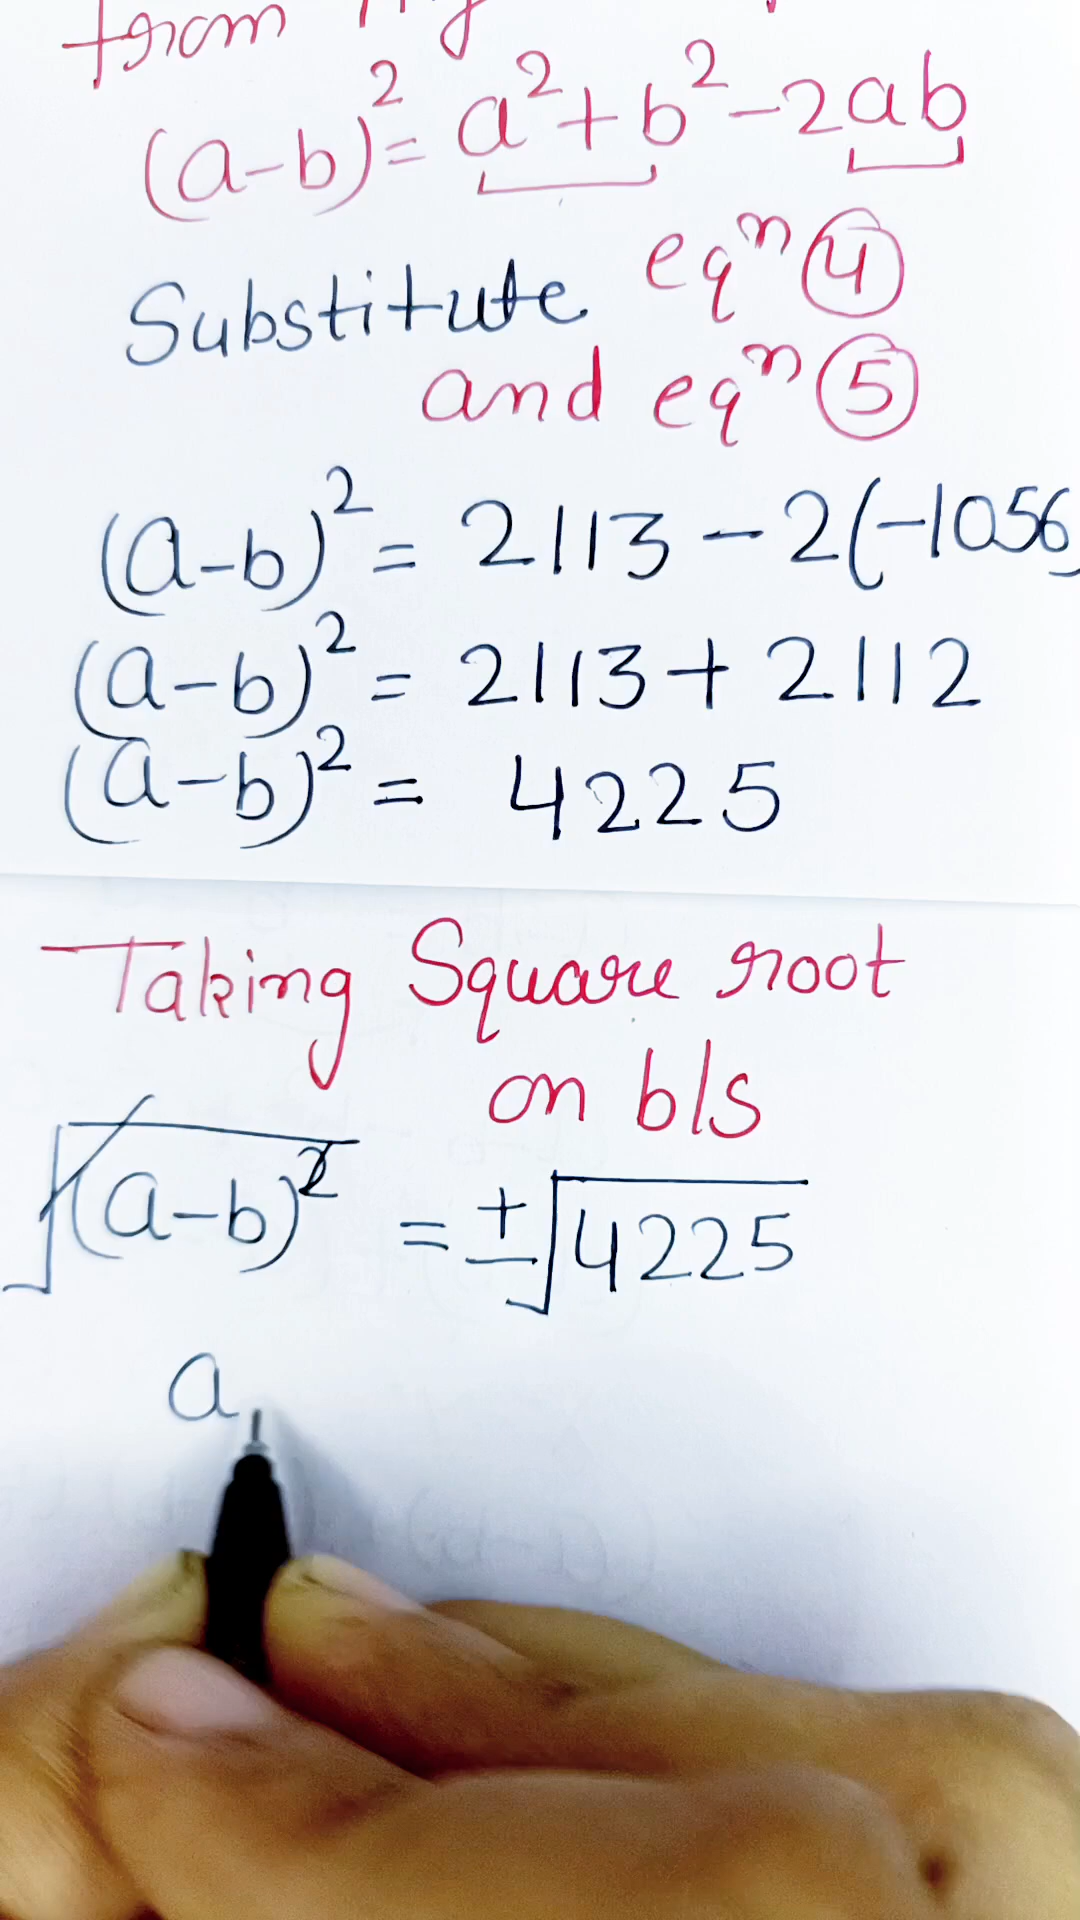 from
(a-b)² = a²+b²-2ab
Substitute eqⁿ ④
and eqⁿ ⑤
(a-b)² = 2113 - 2(-1056)
(a-b)² = 2113 + 2112
(a-b)² = 4225
Taking Square root
on b/s
√(a-b)² = ±√4225
a